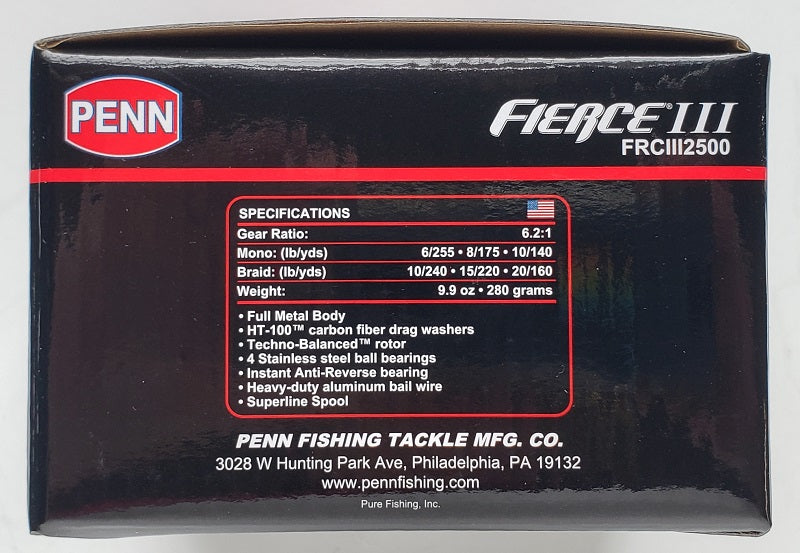 PENN
FIERCE® III
FRCIII2500
SPECIFICATIONS
Gear Ratio: 6.2:1
Mono: (lb/yds) 6/255 • 8/175 • 10/140
Braid: (lb/yds) 10/240 • 15/220 • 20/160
Weight: 9.9 oz • 280 grams
• Full Metal Body
• HT-100™ carbon fiber drag washers
• Techno-Balanced™ rotor
• 4 Stainless steel ball bearings
• Instant Anti-Reverse bearing
• Heavy-duty aluminum bail wire
• Superline Spool
PENN FISHING TACKLE MFG. CO.
3028 W Hunting Park Ave, Philadelphia, PA 19132
www.pennfishing.com
Pure Fishing, Inc.